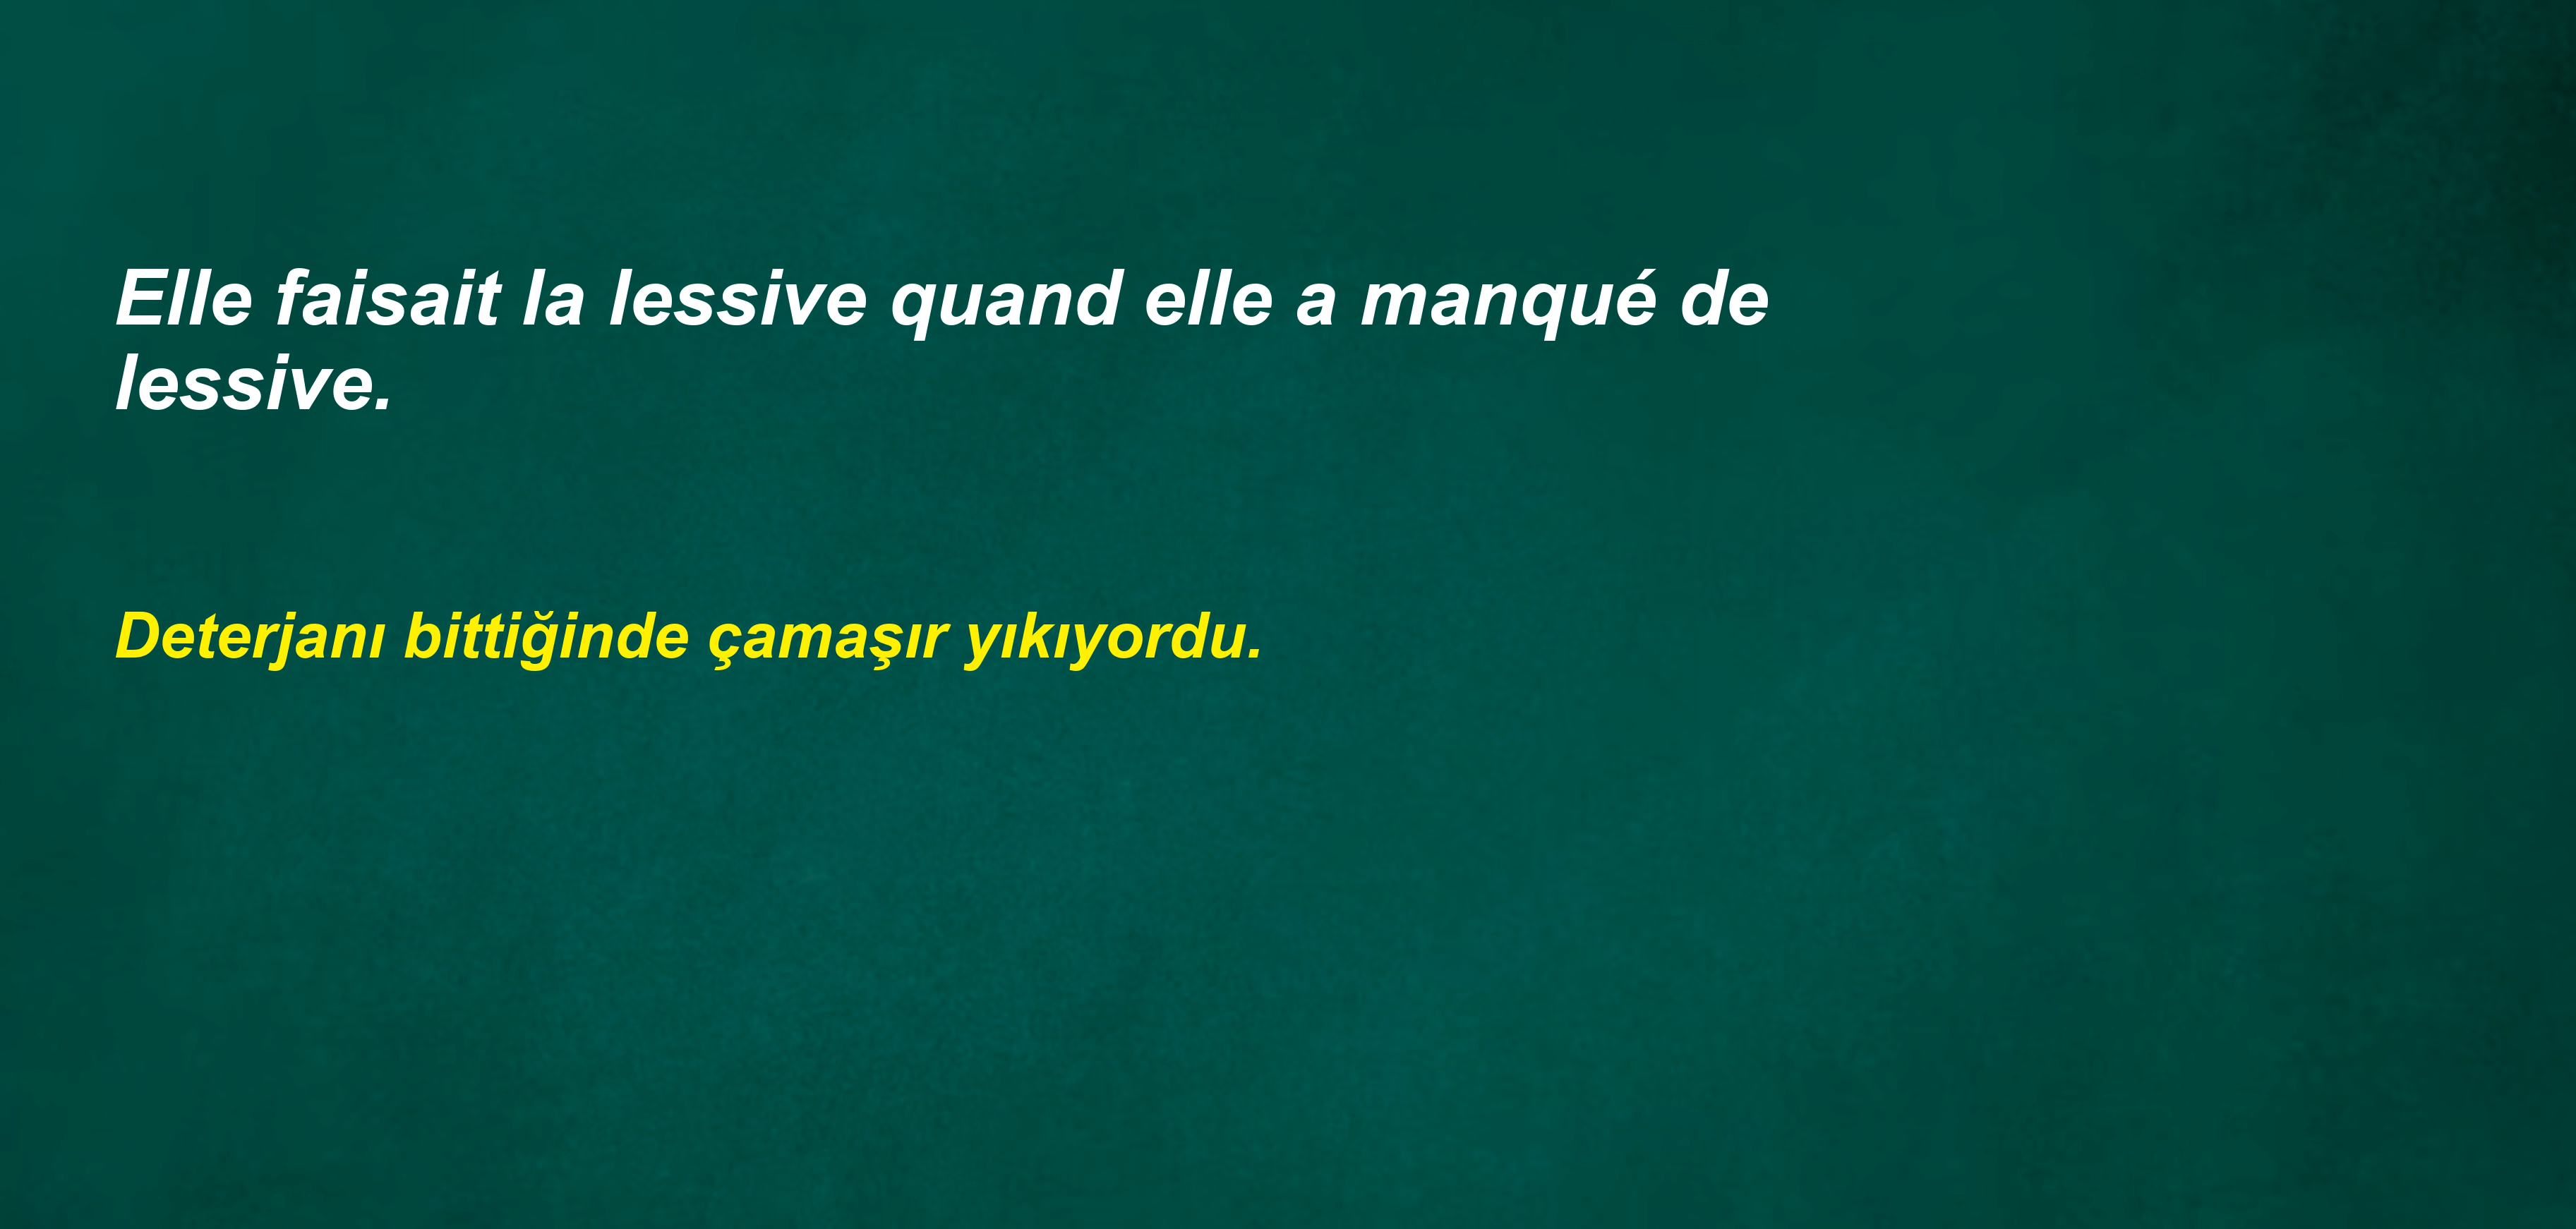 Elle faisait la lessive quand elle a manqué de
lessive.
Deterjanı bittiğinde çamaşır yıkıyordu.